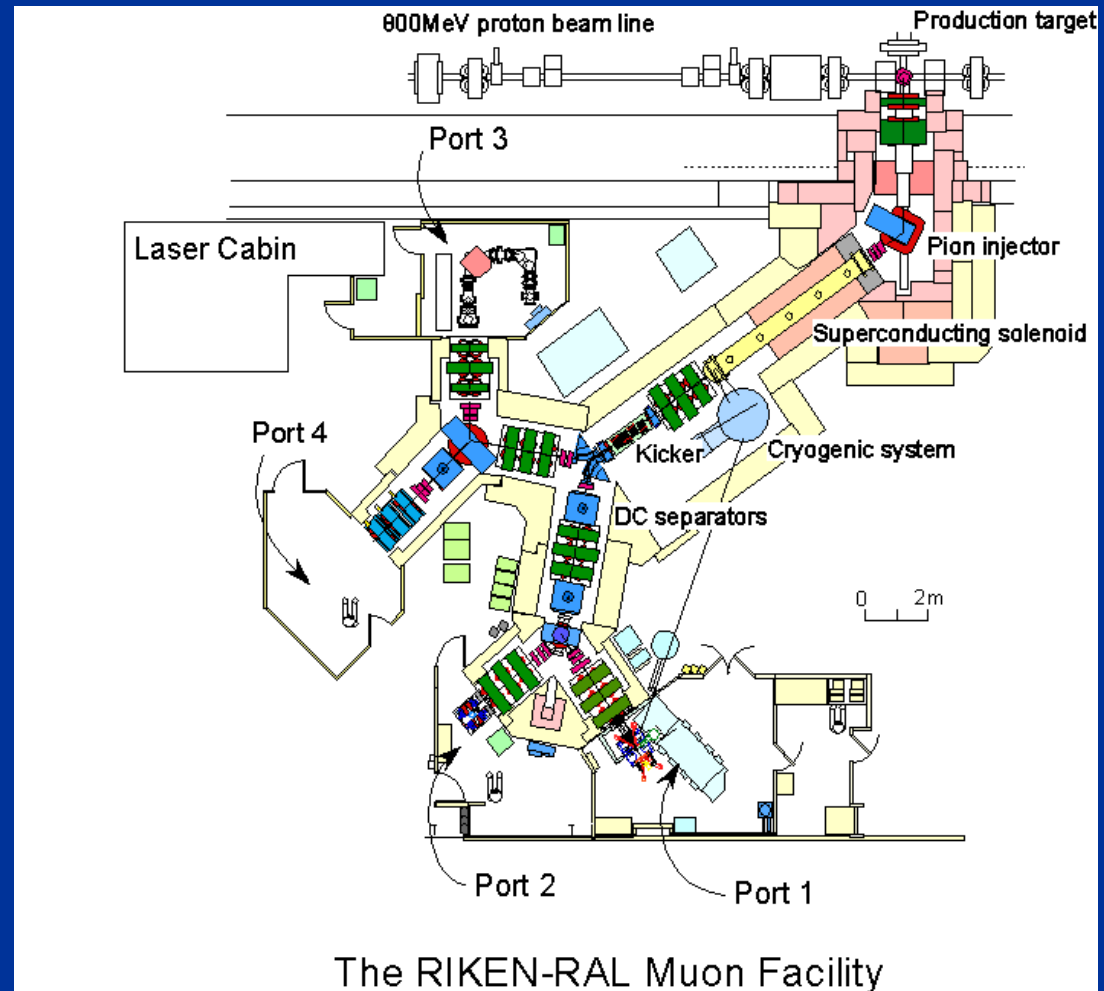 800MeV proton beam line
Production target
Port 3
Laser Cabin
Pion injector
Superconducting solenoid
Port 4
Kicker
Cryogenic system
DC separators
0 2m
Port 2
Port 1
The RIKEN-RAL Muon Facility